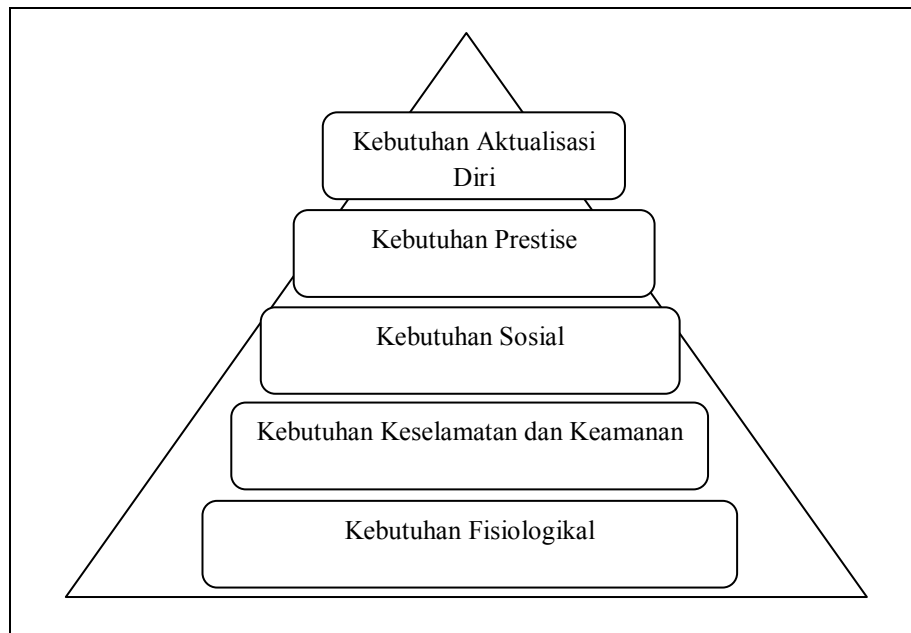 Kebutuhan Aktualisasi
Diri
Kebutuhan Prestise
Kebutuhan Sosial
Kebutuhan Keselamatan dan Keamanan
Kebutuhan Fisiologikal